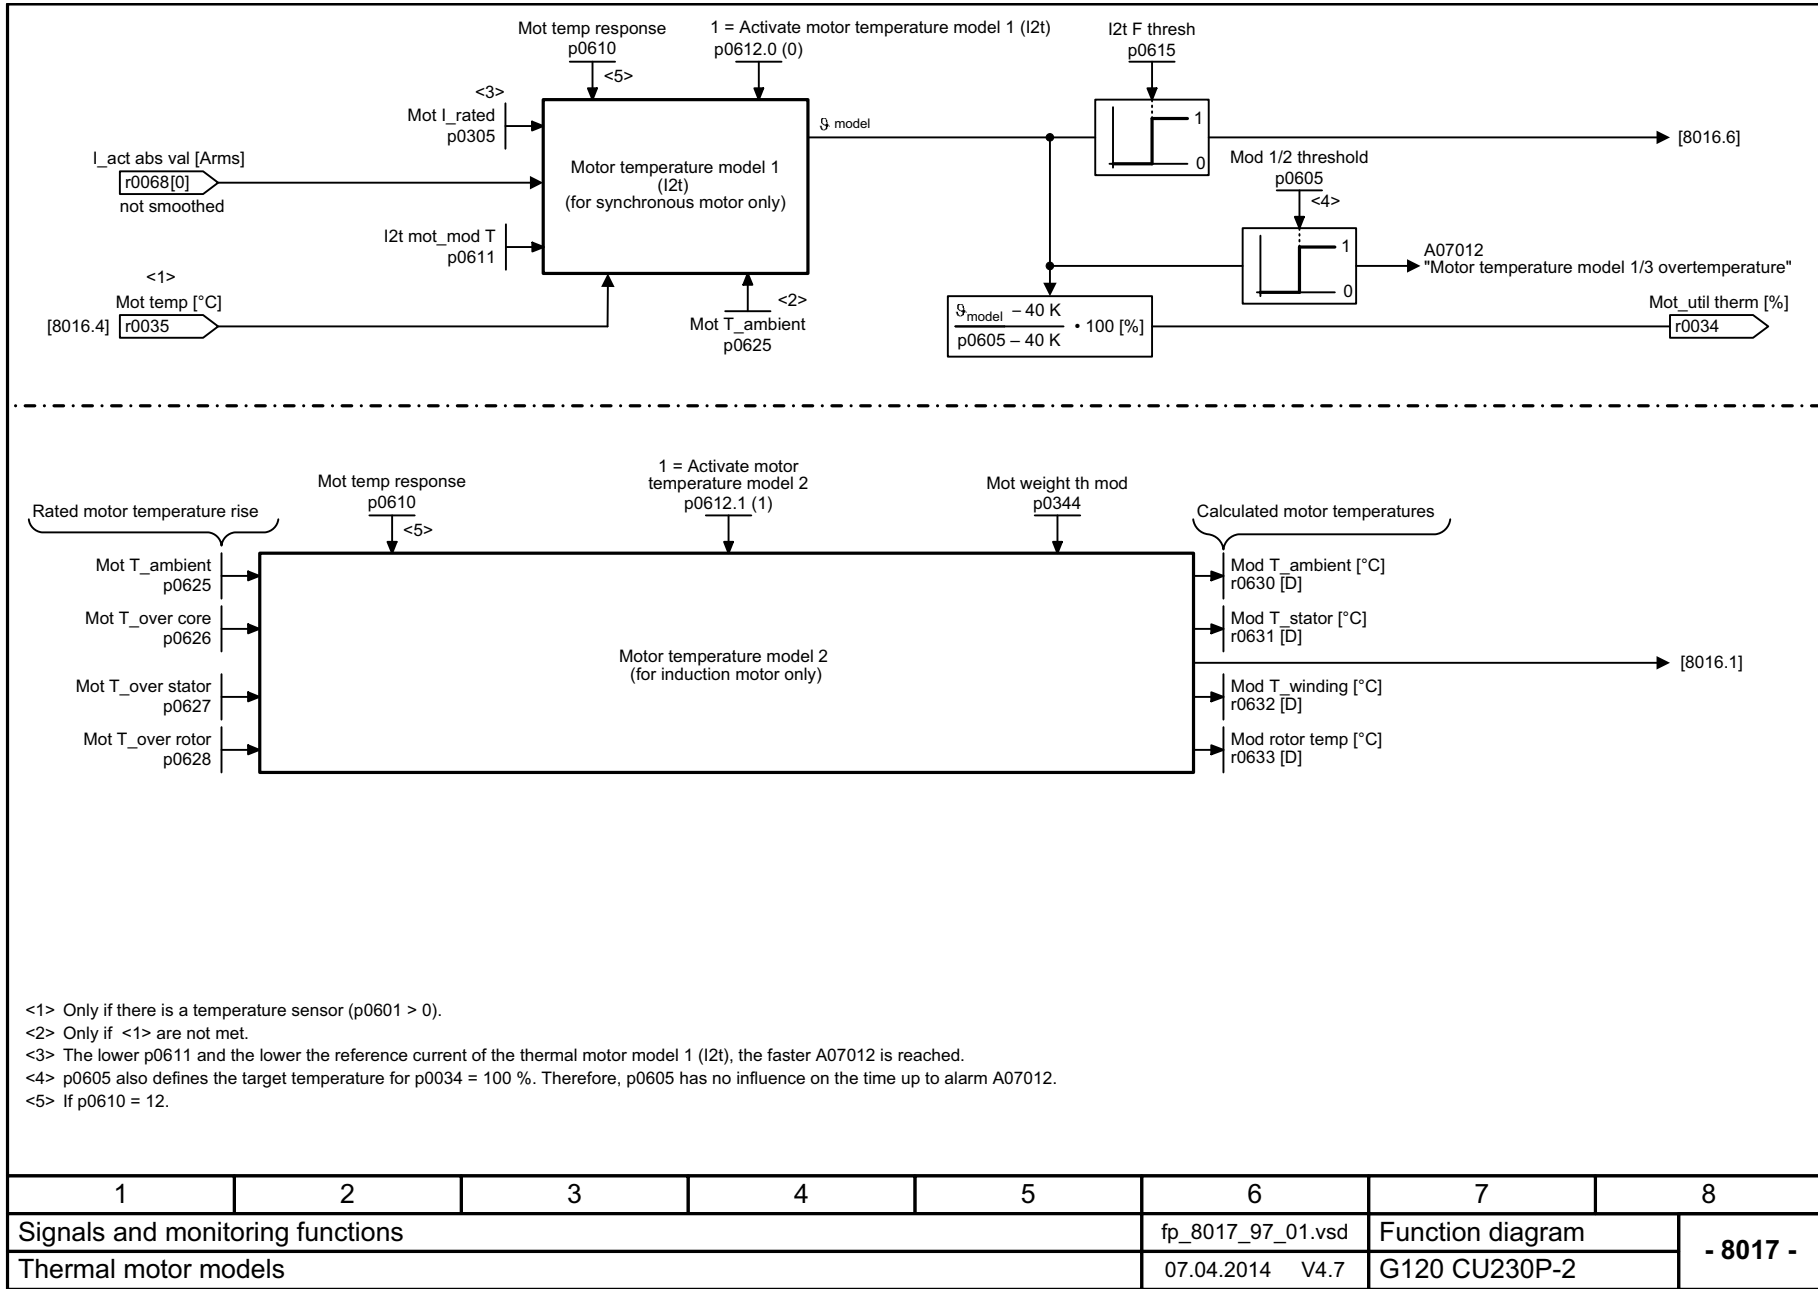 Mot temp response
p0610
<5>
1 = Activate motor temperature model 1 (I2t)
p0612.0 (0)
I2t F thresh
p0615
<3>
Mot I_rated
p0305
ϑ model
1
0
[8016.6]
I_act abs val [Arms]
r0068[0]
not smoothed
Motor temperature model 1
(I2t)
(for synchronous motor only)
Mod 1/2 threshold
p0605
<4>
I2t mot_mod T
p0611
1
0
A07012
"Motor temperature model 1/3 overtemperature"
<1>
Mot temp [°C]
[8016.4]
r0035
<2>
Mot T_ambient
p0625
ϑmodel – 40 K
p0605 – 40 K
• 100 [%]
Mot_util therm [%]
r0034
Mot temp response
p0610
<5>
1 = Activate motor
temperature model 2
p0612.1 (1)
Mot weight th mod
p0344
Rated motor temperature rise
Calculated motor temperatures
Mot T_ambient
p0625
Mot T_over core
p0626
Mot T_over stator
p0627
Mot T_over rotor
p0628
Motor temperature model 2
(for induction motor only)
Mod T_ambient [°C]
r0630 [D]
Mod T_stator [°C]
r0631 [D]
[8016.1]
Mod T_winding [°C]
r0632 [D]
Mod rotor temp [°C]
r0633 [D]
<1> Only if there is a temperature sensor (p0601 > 0).
<2> Only if <1> are not met.
<3> The lower p0611 and the lower the reference current of the thermal motor model 1 (I2t), the faster A07012 is reached.
<4> p0605 also defines the target temperature for p0034 = 100 %. Therefore, p0605 has no influence on the time up to alarm A07012.
<5> If p0610 = 12.
1 2 3 4 5 6 7 8
Signals and monitoring functions
fp_8017_97_01.vsd
Function diagram
- 8017 -
Thermal motor models
07.04.2014 V4.7
G120 CU230P-2